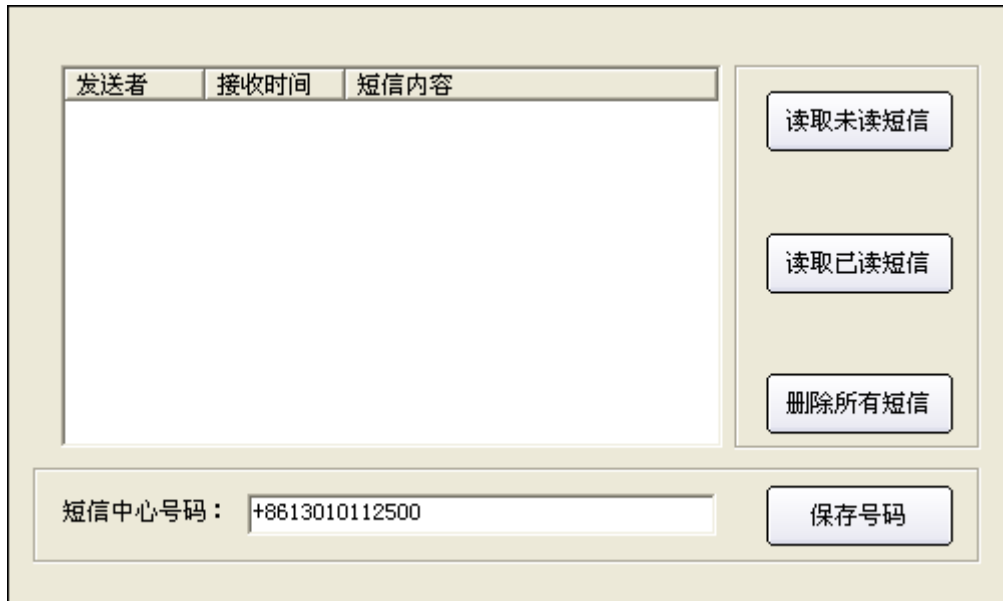 发送者 接收时间 短信内容
读取未读短信
读取已读短信
删除所有短信
短信中心号码： +8613010112500
保存号码